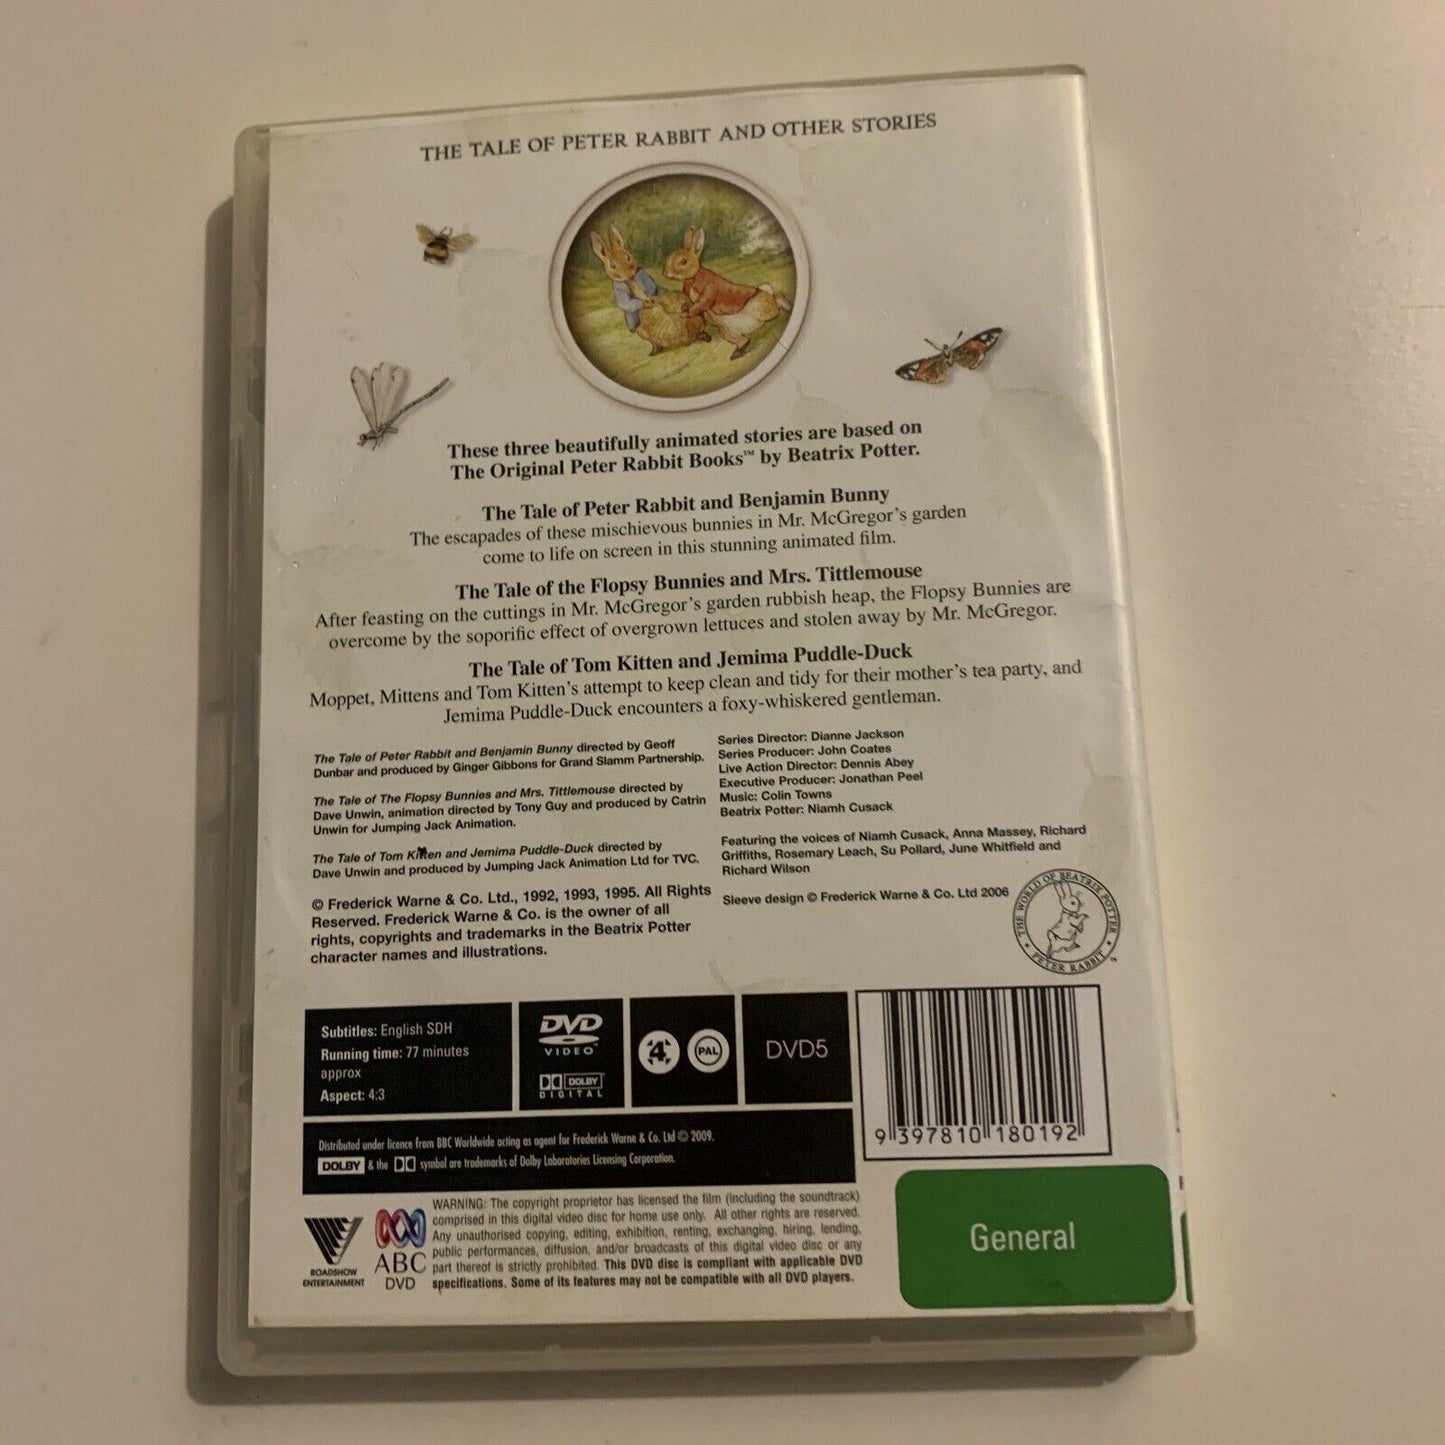 THE TALE OF PETER RABBIT AND OTHER STORIES
These three beautifully animated stories are based on
The Original Peter Rabbit Books™ by Beatrix Potter.
The Tale of Peter Rabbit and Benjamin Bunny
The escapades of these mischievous bunnies in Mr. McGregor's garden
come to life on screen in this stunning animated film.
The Tale of the Flopsy Bunnies and Mrs. Tittlemouse
After feasting on the cuttings in Mr. McGregor's garden rubbish heap, the Flopsy Bunnies are
overcome by the soporific effect of overgrown lettuces and stolen away by Mr. McGregor.
The Tale of Tom Kitten and Jemima Puddle-Duck
Moppet, Mittens and Tom Kitten's attempt to keep clean and tidy for their mother's tea party, and
Jemima Puddle-Duck encounters a foxy-whiskered gentleman.
The Tale of Peter Rabbit and Benjamin Bunny directed by Geoff
Dunbar and produced by Ginger Gibbons for Grand Slamm Partnership.
The Tale of The Flopsy Bunnies and Mrs. Tittlemouse directed by
Dave Unwin, animation directed by Tony Guy and produced by Catrin
Unwin for Jumping Jack Animation.
The Tale of Tom Kitten and Jemima Puddle-Duck directed by
Dave Unwin and produced by Jumping Jack Animation Ltd for TVC.
© Frederick Warne & Co. Ltd., 1992, 1993, 1995. All Rights
Reserved. Frederick Warne & Co. is the owner of all
rights, copyrights and trademarks in the Beatrix Potter
character names and illustrations.
Series Director: Dianne Jackson
Series Producer: John Coates
Live Action Director: Dennis Abey
Executive Producer: Jonathan Peel
Music: Colin Towns
Beatrix Potter: Niamh Cusack
Featuring the voices of Niamh Cusack, Anna Massey, Richard
Griffiths, Rosemary Leach, Su Pollard, June Whitfield and
Richard Wilson
Sleeve design © Frederick Warne & Co. Ltd 2006
THE WORLD OF BEATRIX POTTER
PETER RABBIT ™
Subtitles: English SDH
Running time: 77 minutes
approx
Aspect: 4:3
DVD
VIDEO™
DOLBY
DIGITAL
4
PAL
DVD5
9 397810 180192
Distributed under licence from BBC Worldwide acting as agent for Frederick Warne & Co. Ltd © 2009.
DOLBY & the symbol are trademarks of Dolby Laboratories Licensing Corporation.
ROADSHOW
ENTERTAINMENT
ABC
DVD
WARNING: The copyright proprietor has licensed the film (including the soundtrack)
comprised in this digital video disc for home use only. All other rights are reserved.
Any unauthorised copying, editing, exhibition, renting, exchanging, hiring, lending,
public performances, diffusion, and/or broadcasts of this digital video disc or any
part thereof is strictly prohibited. This DVD disc is compliant with applicable DVD
specifications. Some of its features may not be compatible with all DVD players.
General